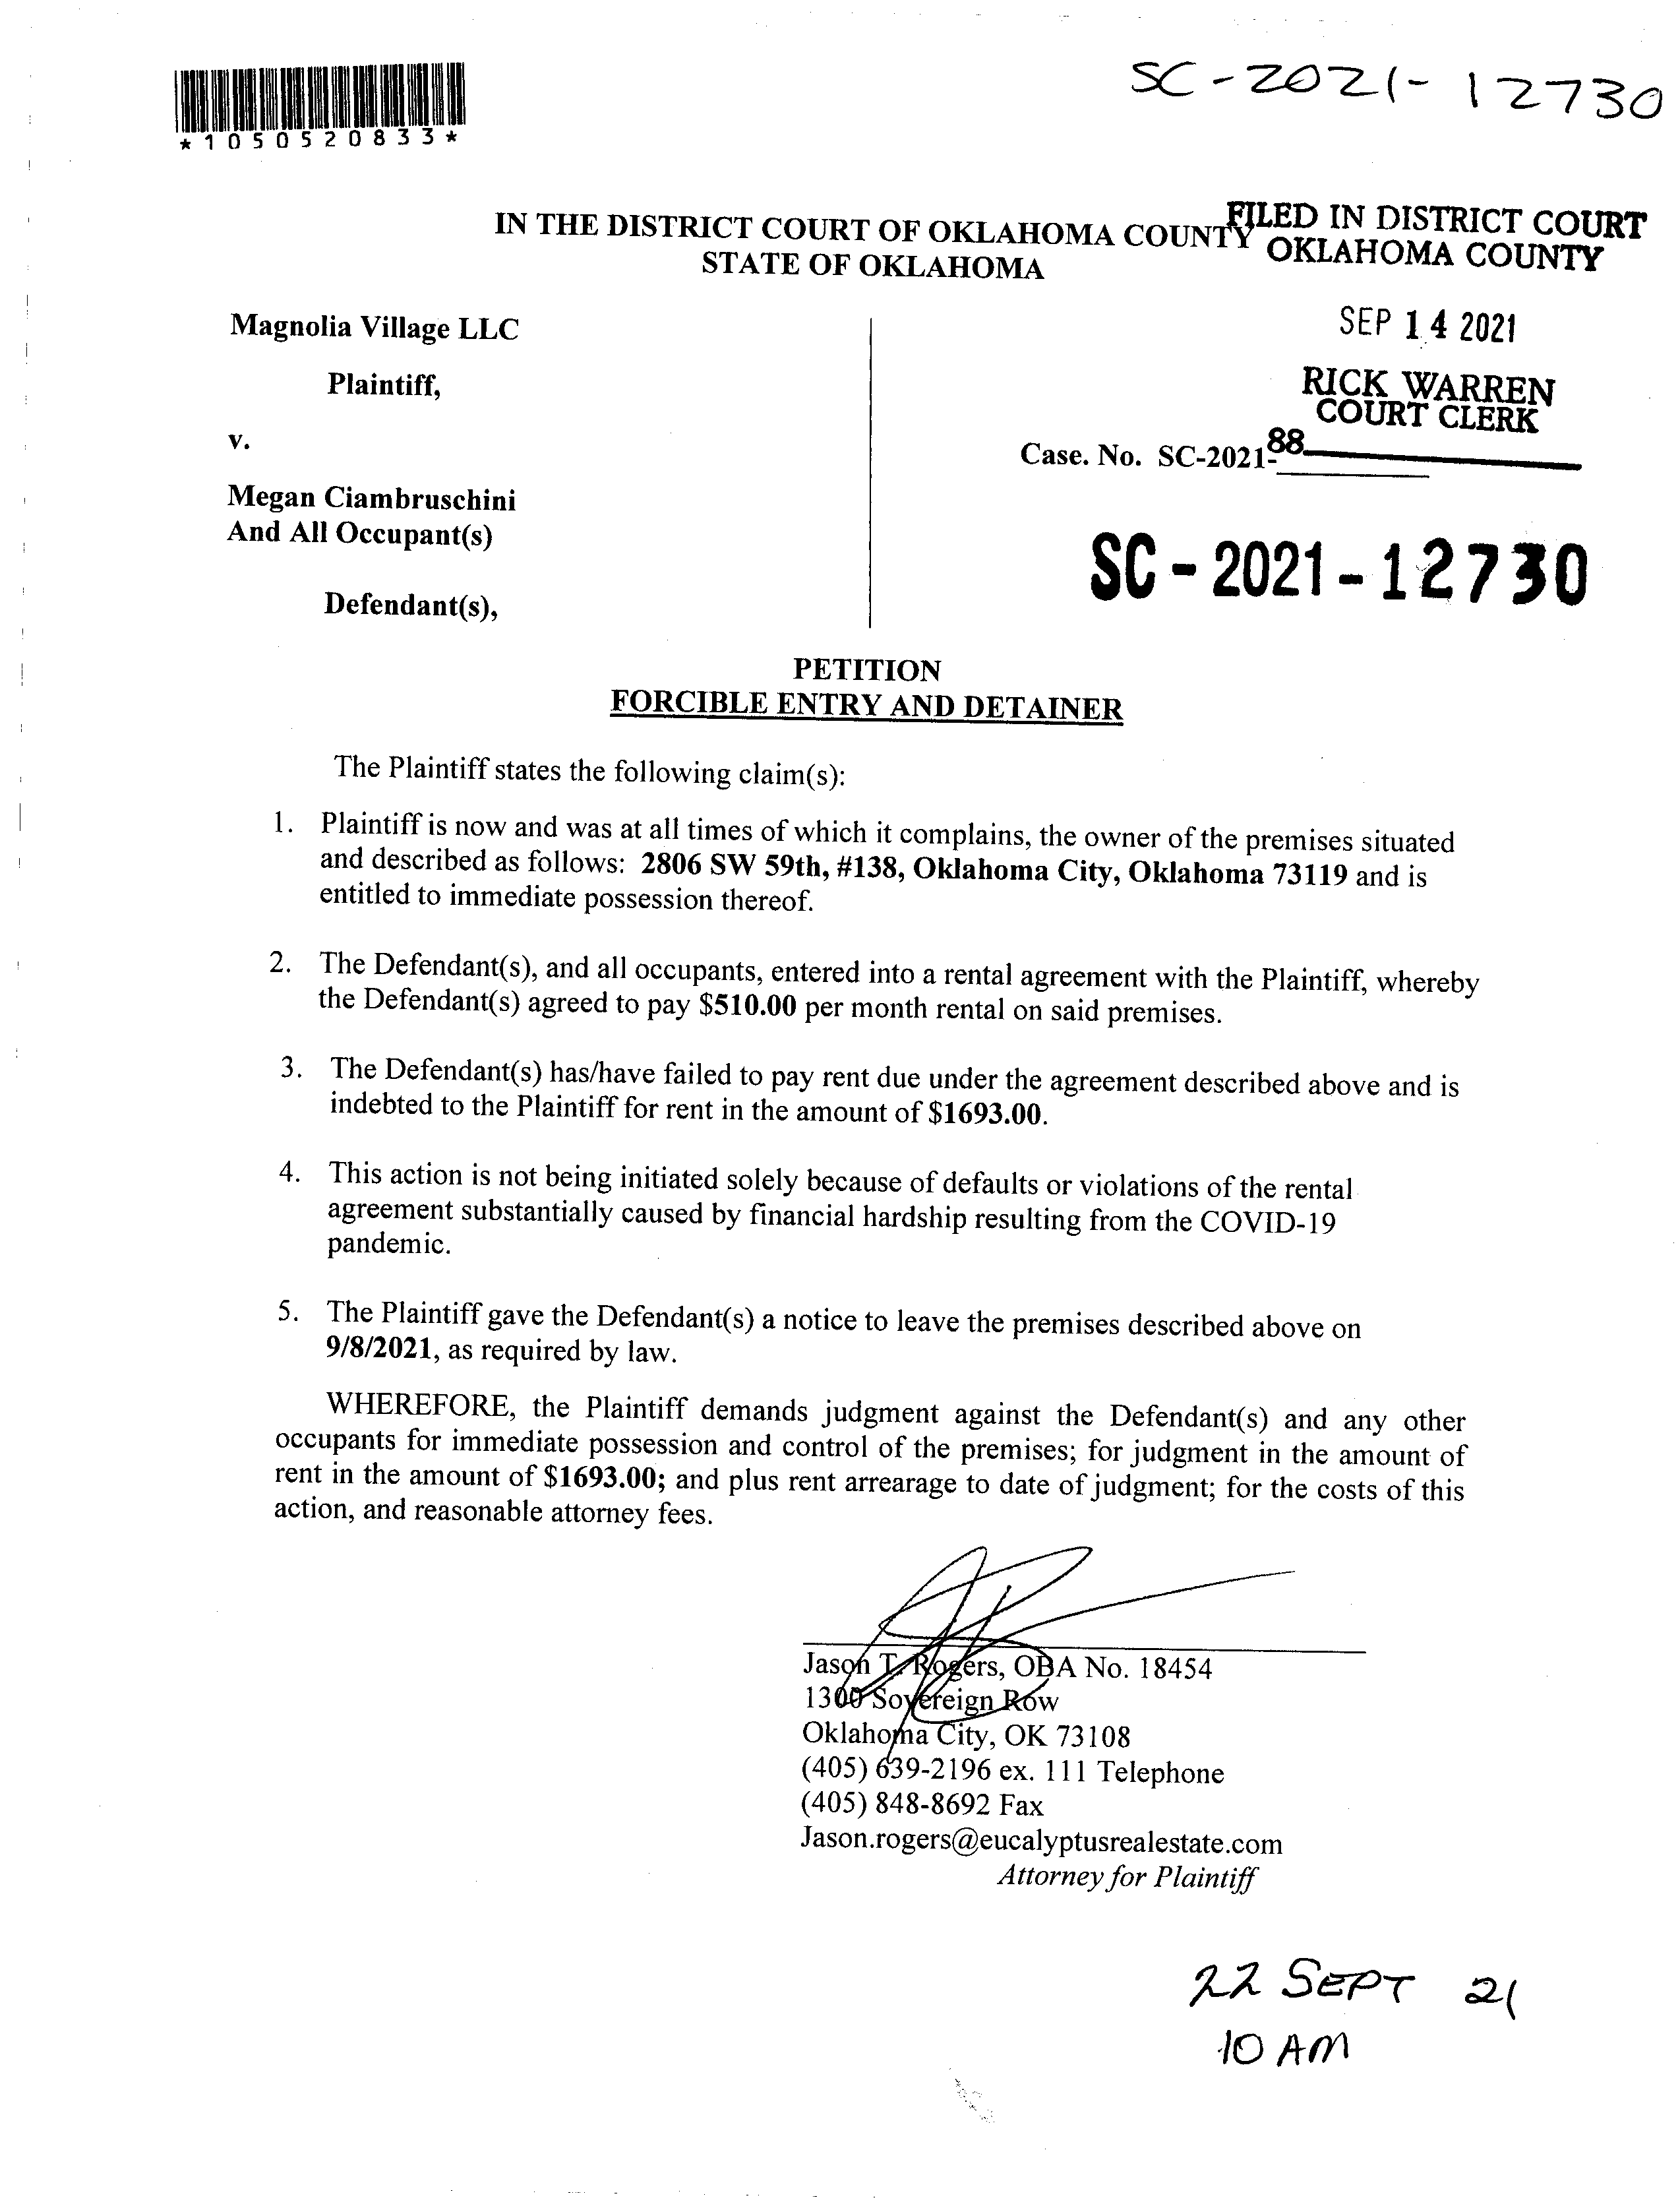 SC-2021-12730
*1050520833*
IN THE DISTRICT COURT OF OKLAHOMA COUNTY
STATE OF OKLAHOMA
FILED IN DISTRICT COURT
OKLAHOMA COUNTY
SEP 14 2021
RICK WARREN
COURT CLERK
88
Magnolia Village LLC
Plaintiff,
v.
Case. No. SC-2021-
Megan Ciambruschini
And All Occupant(s)
SC-2021-12730
Defendant(s),
PETITION
FORCIBLE ENTRY AND DETAINER
The Plaintiff states the following claim(s):
1. Plaintiff is now and was at all times of which it complains, the owner of the premises situated
and described as follows: 2806 SW 59th, #138, Oklahoma City, Oklahoma 73119 and is
entitled to immediate possession thereof.
2. The Defendant(s), and all occupants, entered into a rental agreement with the Plaintiff, whereby
the Defendant(s) agreed to pay $510.00 per month rental on said premises.
3. The Defendant(s) has/have failed to pay rent due under the agreement described above and is
indebted to the Plaintiff for rent in the amount of $1693.00.
4. This action is not being initiated solely because of defaults or violations of the rental
agreement substantially caused by financial hardship resulting from the COVID-19
pandemic.
5. The Plaintiff gave the Defendant(s) a notice to leave the premises described above on
9/8/2021, as required by law.
WHEREFORE, the Plaintiff demands judgment against the Defendant(s) and any other
occupants for immediate possession and control of the premises; for judgment in the amount of
rent in the amount of $1693.00; and plus rent arrearage to date of judgment; for the costs of this
action, and reasonable attorney fees.
Jason T. Rogers, OBA No. 18454
1300 Sovereign Row
Oklahoma City, OK 73108
(405) 639-2196 ex. 111 Telephone
(405) 848-8692 Fax
Jason.rogers@eucalyptusrealestate.com
Attorney for Plaintiff
22 SEPT 21
10 AM